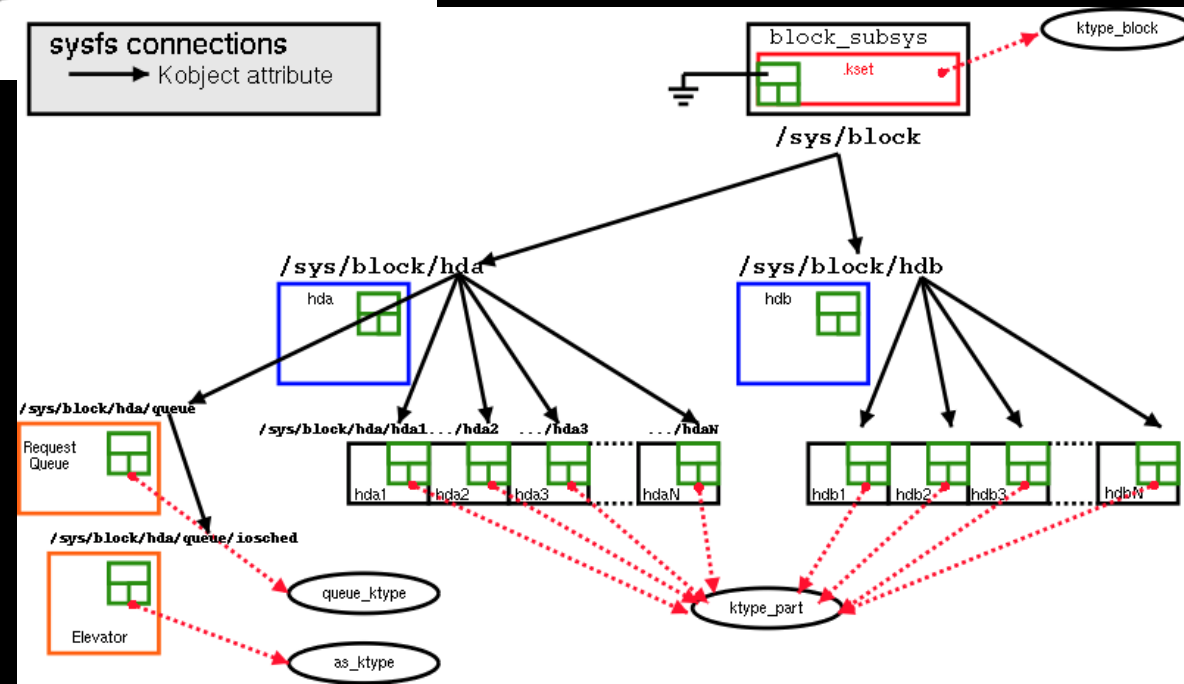 sysfs connections
Kobject attribute
block_subsys
.kset
ktype_block
/sys/block
/sys/block/hda
/sys/block/hdb
hda
hdb
/sys/block/hda/queue
/sys/block/hda/hda1
.../hda2
.../hda3
.../hdaN
Request
Queue
hda1
hda2
hda3
hdaN
hdb1
hdb2
hdb3
hdbN
/sys/block/hda/queue/iosched
queue_ktype
ktype_part
Elevator
as_ktype